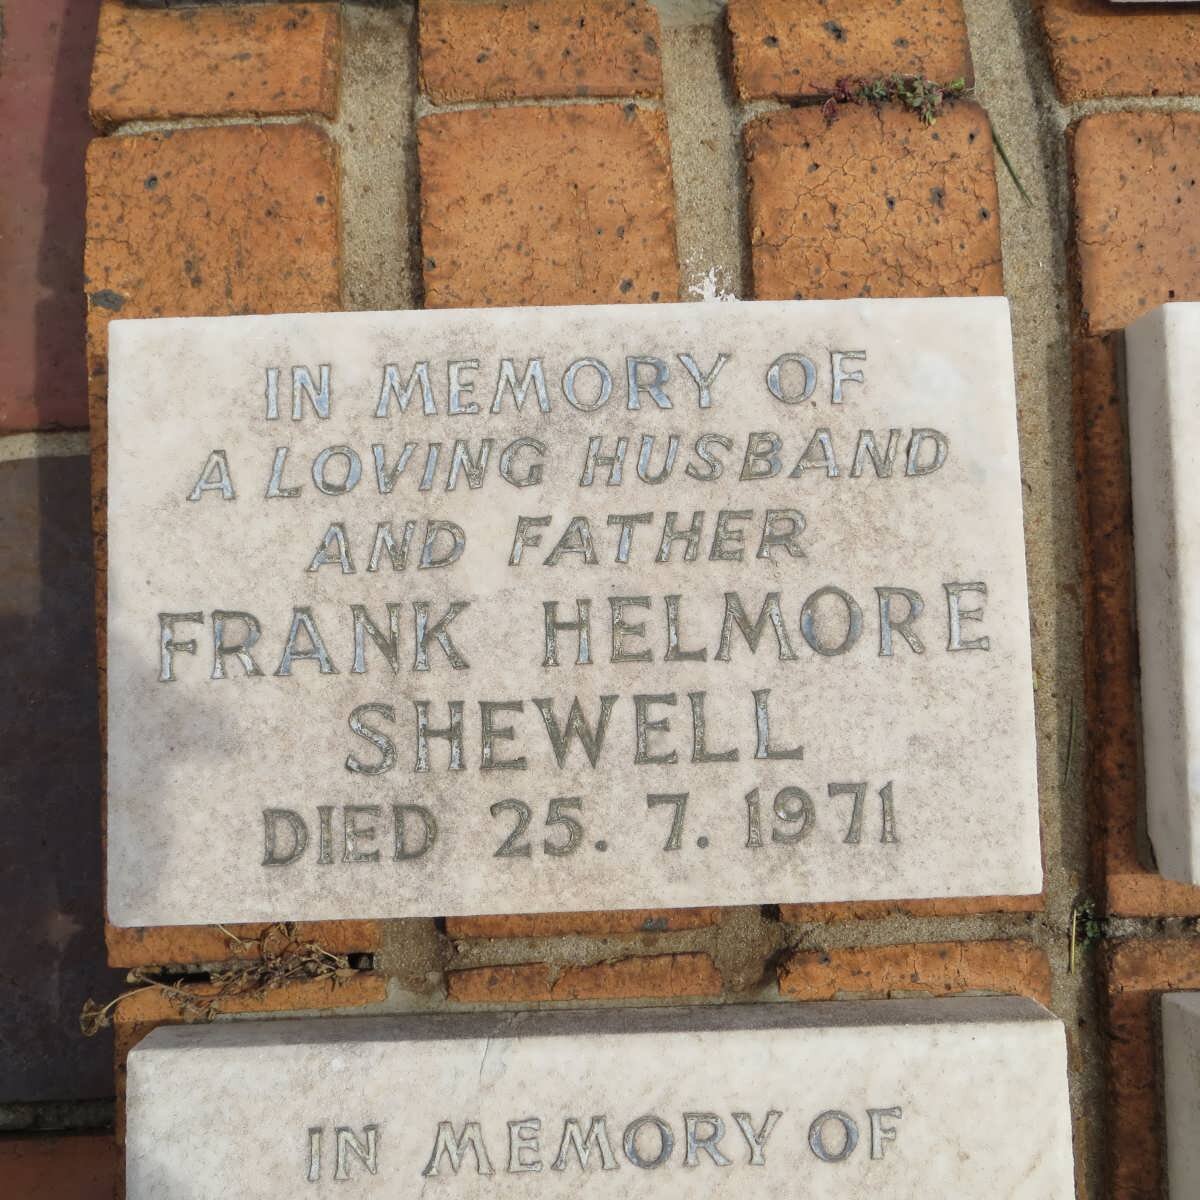 IN MEMORY OF
A LOVING HUSBAND
AND FATHER
FRANK HELMORE
SHEWELL
DIED 25. 7. 1971
IN MEMORY OF